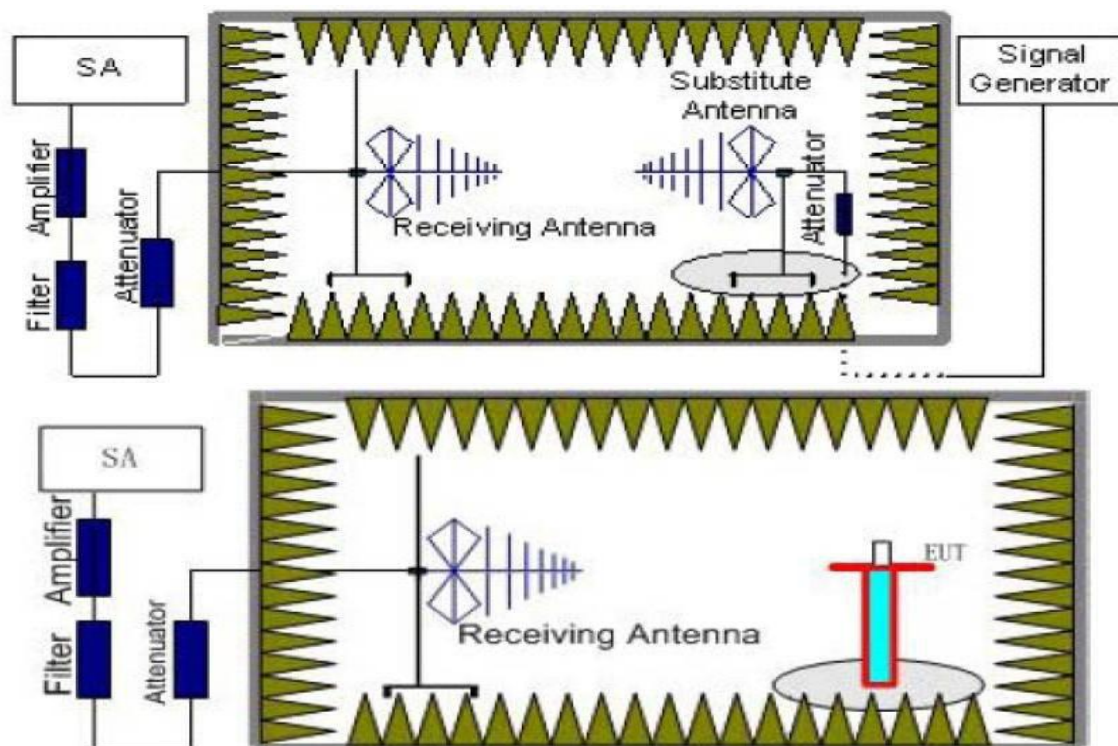 SA
Signal
Generator
Substitute
Antenna
Amplifier
Attenuator
Attenuator
Receiving Antenna
Filter
SA
Amplifier
EUT
Receiving Antenna
Filter
Attenuator